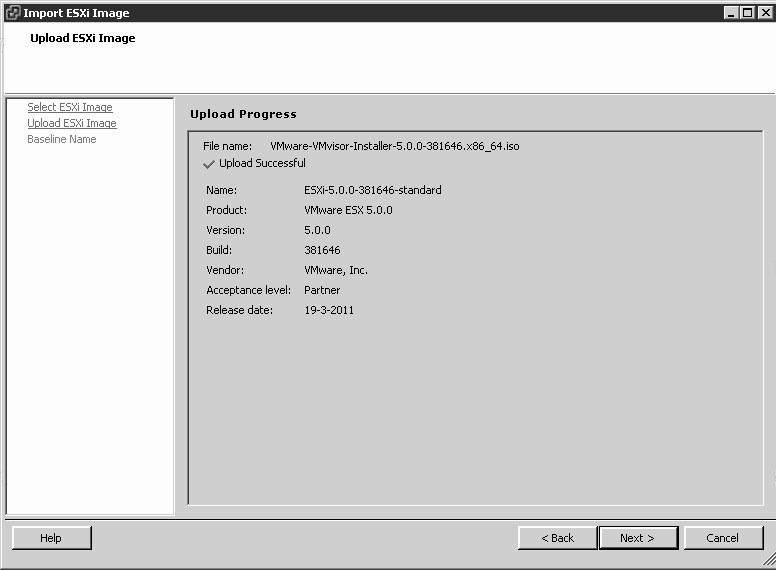 Import ESXi Image
Upload ESXi Image
Select ESXi Image
Upload ESXi Image
Baseline Name
Upload Progress
File name: VMware-VMvisor-Installer-5.0.0-381646.x86_64.iso
Upload Successful
Name: ESXi-5.0.0-381646-standard
Product: VMware ESX 5.0.0
Version: 5.0.0
Build: 381646
Vendor: VMware, Inc.
Acceptance level: Partner
Release date: 19-3-2011
Help < Back Next > Cancel